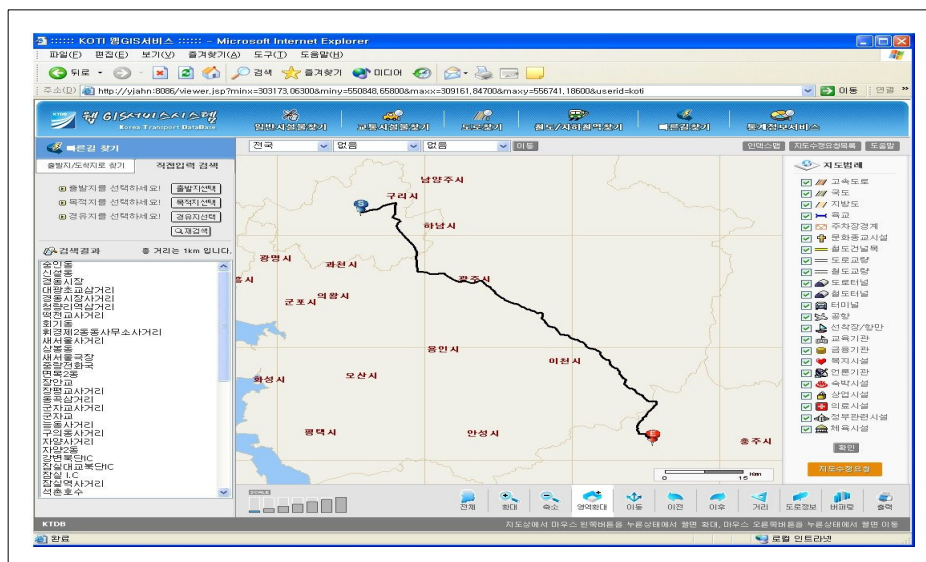 :::::: KOTI 웹GIS서비스 :::::: - Microsoft Internet Explorer
파일(F) 편집(E) 보기(V) 즐겨찾기(A) 도구(T) 도움말(H)
뒤로 검색 즐겨찾기 미디어
주소(D) http://yjahn:8086/viewer.jsp?minx=303173,06300&miny=550848,65800&maxx=309161,84700&maxy=556741,18600&userid=koti 이동 연결 »
KTDB 웹 GIS서비스시스템
Korea Transport DataBase
일반시설물찾기 교통시설물찾기 도로찾기 철도/지하철역찾기 빠른길찾기 통계정보서비스
빠른길 찾기 전국 없음 없음 이동 인덱스맵 지도수정요청목록 도움말
출발지/도착지로 찾기 직접입력 검색
출발지를 선택하세요! 출발지선택
목적지를 선택하세요! 목적지선택
경유지를 선택하세요! 경유지선택
재검색
검색결과 총 거리는 1km 입니다.
숭인동
신설동
경동시장
대광초교삼거리
경동시장사거리
청량리역삼거리
떡전교사거리
회기동
휘경제2동동사무소사거리
새서울사거리
삼봉동
새서울극장
중랑전화국
면목2동
장안교
장평교사거리
동곡삼거리
군자교사거리
군자교
능동사거리
구의동사거리
자양사거리
자양2동
강변북단IC
잠실대교북단IC
잠실 I.C
잠실역사거리
석촌호수
남양주시
구리시
S
하남시
광명시
과천시
흥시
광주시
군포시
의왕시
용인시
이천시
화성시
오산시
평택시
안성시
E
충주시
0 15 Km
지도범례
고속도로
국도
지방도
육교
주차장경계
문화종교시설
철도건널목
도로교량
철도교량
도로터널
철도터널
터미널
공항
선착장/항만
교육기관
금융기관
복지시설
언론기관
숙박시설
상업시설
의료시설
정부관련시설
체육시설
확인
지도수정요청
SCALE
전체 확대 축소 영역확대 이동 이전 이후 거리 도로정보 버퍼링 출력
KTDB 지도상에서 마우스 왼쪽버튼을 누른상태에서 끌면 확대, 마우스 오른쪽버튼을 누른상태에서 끌면 이동
완료 로컬 인트라넷